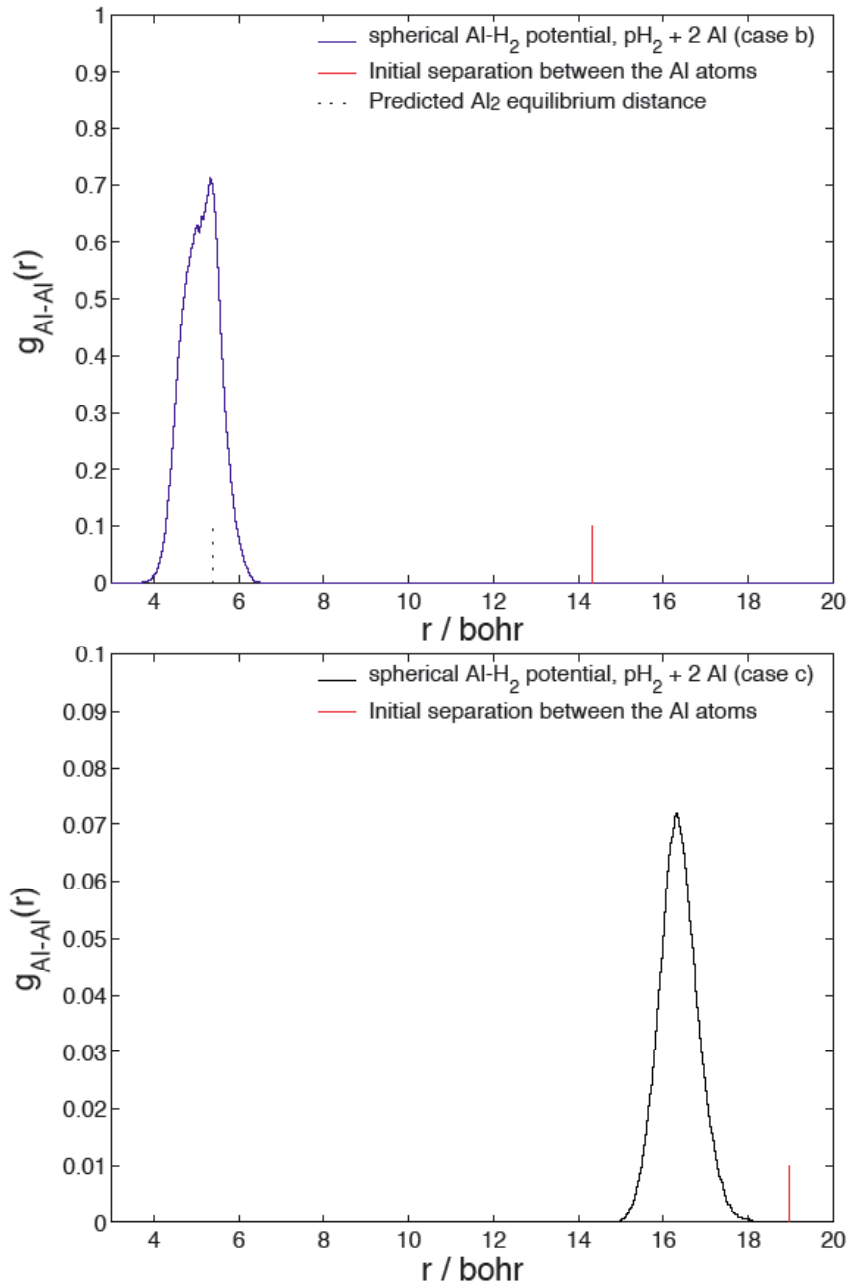 1
spherical Al-H2 potential, pH2 + 2 Al (case b)
0.9
Initial separation between the Al atoms
Predicted Al2 equilibrium distance
0.8
0.7
0.6
0.5
0.4
0.3
0.2
0.1
0
gAl-Al(r)
4 6 8 10 12 14 16 18 20
r / bohr
0.1
spherical Al-H2 potential, pH2 + 2 Al (case c)
0.09
Initial separation between the Al atoms
0.08
0.07
0.06
0.05
0.04
0.03
0.02
0.01
0
gAl-Al(r)
4 6 8 10 12 14 16 18 20
r / bohr